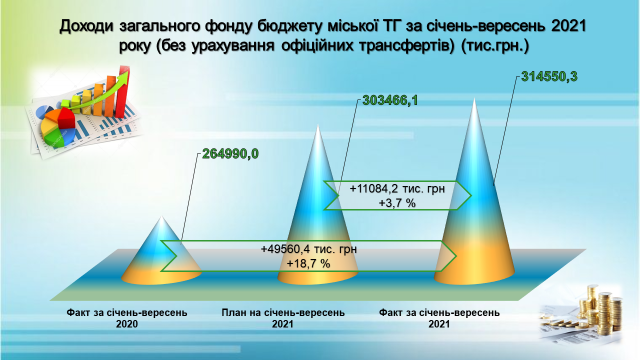 Доходи загального фонду бюджету міської ТГ за січень-вересень 2021
року (без урахування офіційних трансфертів) (тис.грн.)
314550,3
303466,1
264990,0
+11084,2 тис. грн
+3,7 %
+49560,4 тис. грн
+18,7 %
Факт за січень-вересень
2020
План на січень-вересень
2021
Факт за січень-вересень
2021